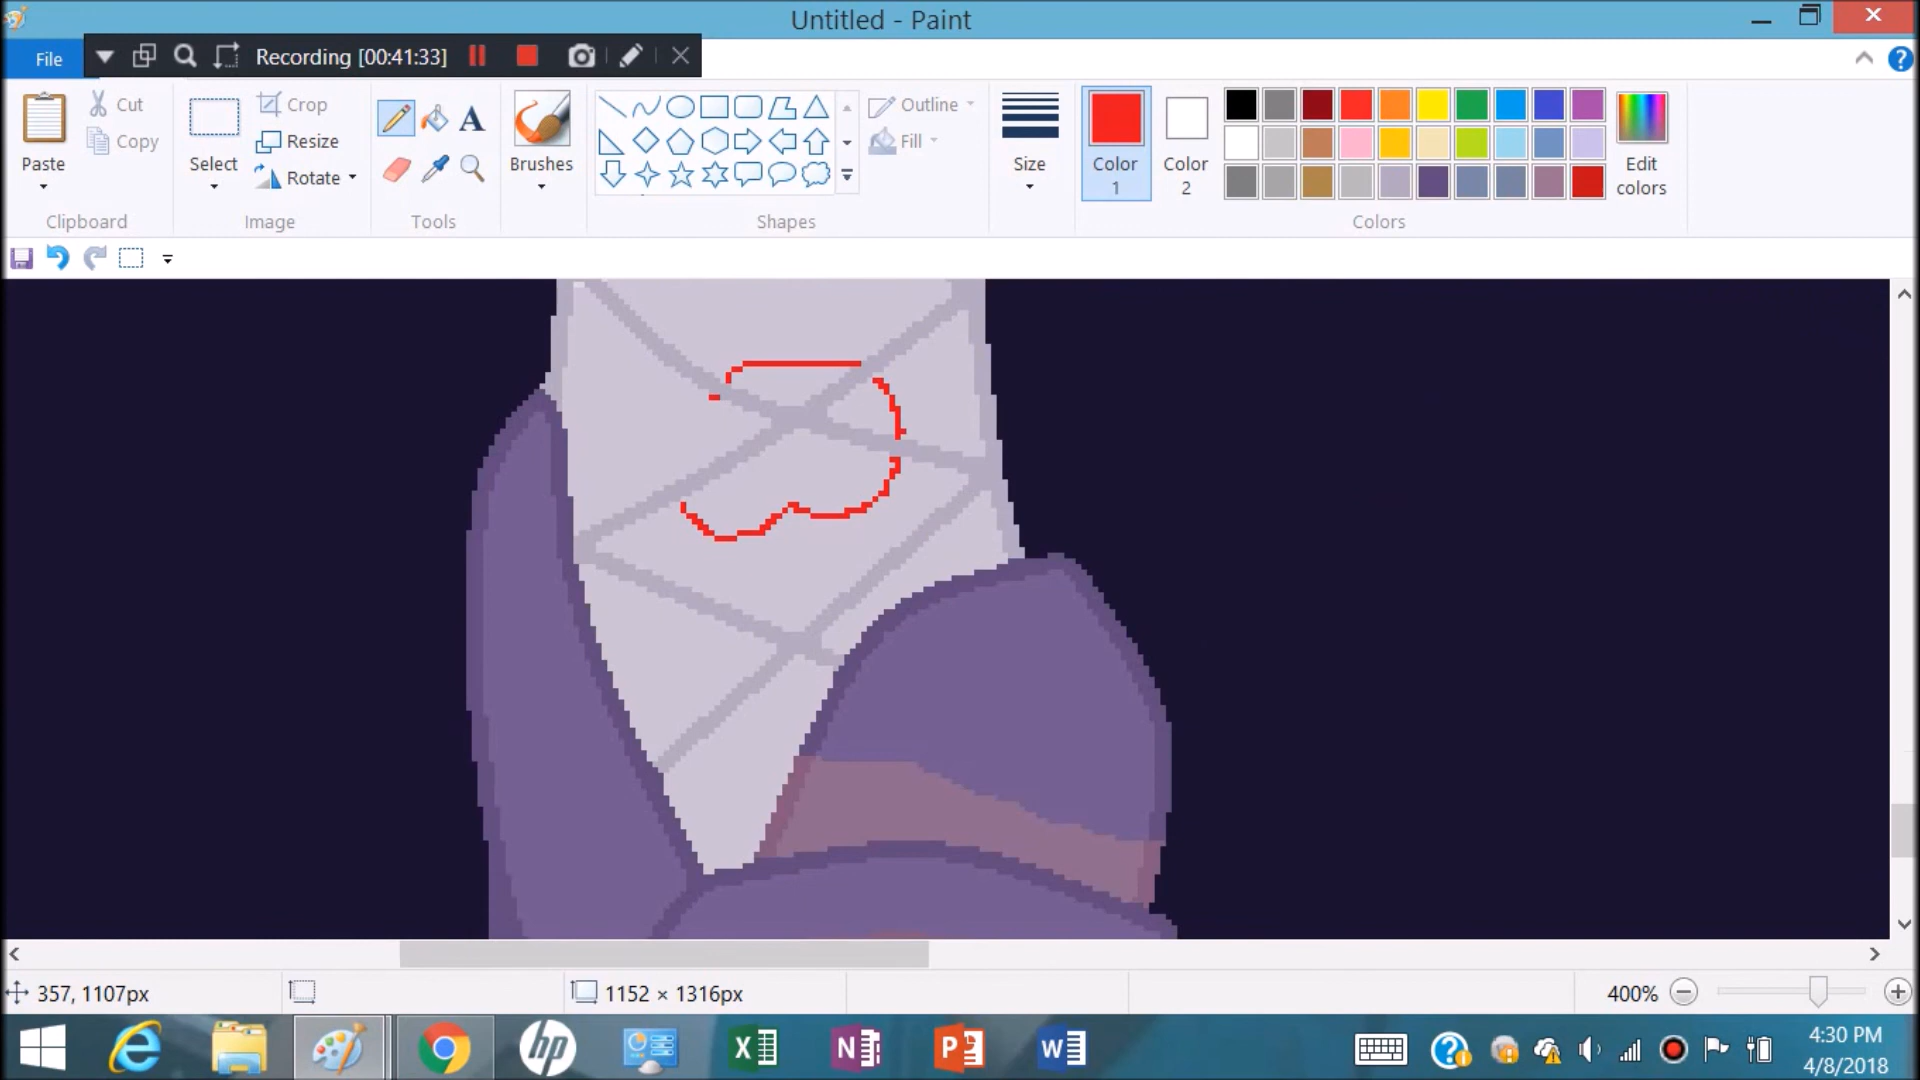 Untitled - Paint
File
Recording [00:41:33]
Paste
Cut
Copy
Clipboard
Select
Crop
Resize
Rotate
Image
A
Tools
Brushes
Shapes
Outline
Fill
Size
Color 1
Color 2
Edit colors
Colors
357, 1107px
1152 × 1316px
400%
hp
4:30 PM
4/8/2018